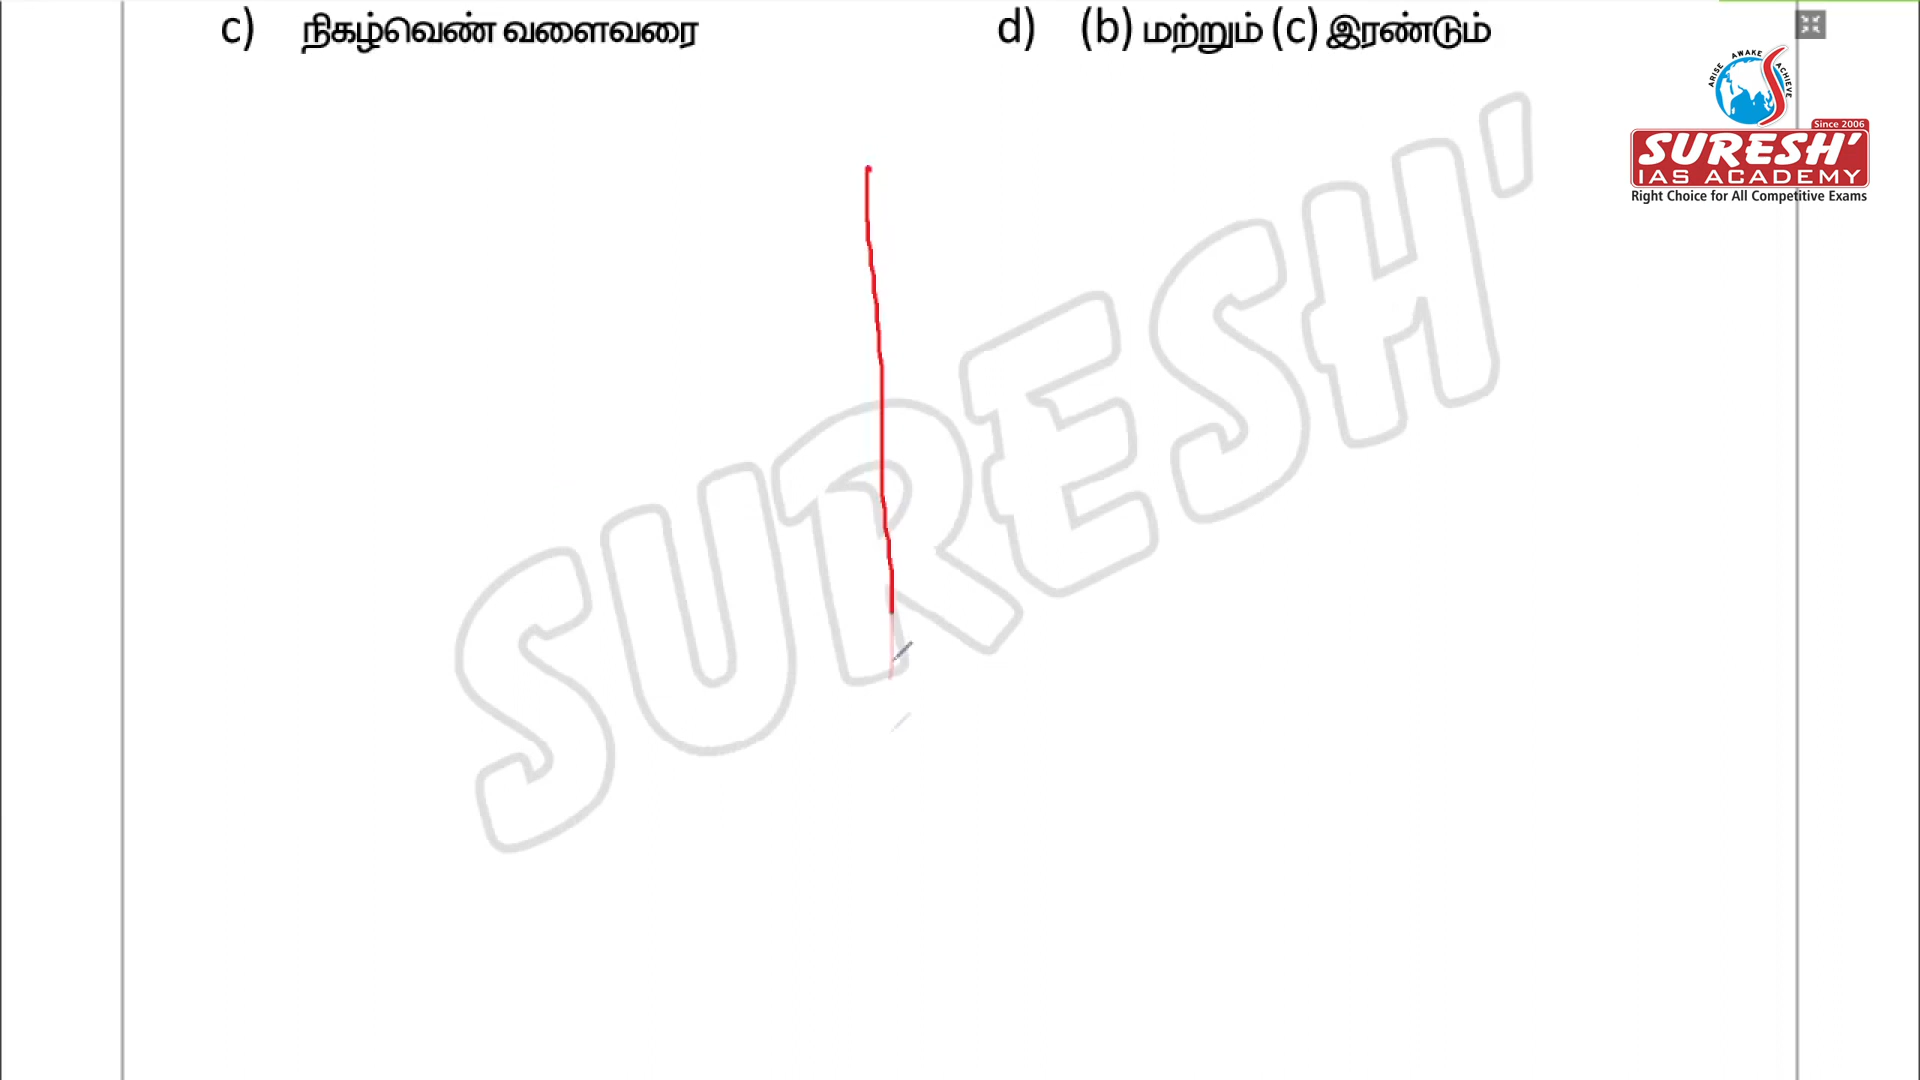 c) நிகழ்வெண் வளைவரை d) (b) மற்றும் (c) இரண்டும்
ARISE AWAKE ACHIEVE
Since 2006
SURESH'
IAS ACADEMY
Right Choice for All Competitive Exams
SURESH'